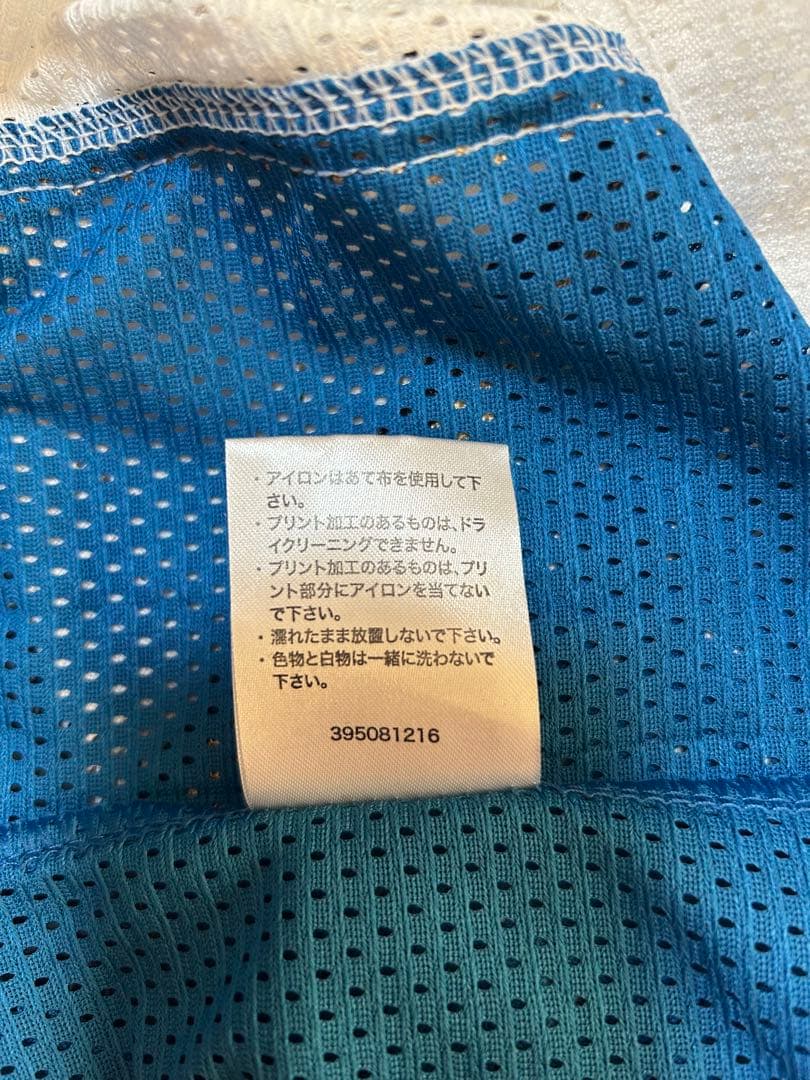 ・アイロンはあて布を使用して下
さい。
・プリント加工のあるものは、ドラ
イクリーニングできません。
・プリント加工のあるものは、プリ
ント部分にアイロンを当てない
で下さい。
・濡れたまま放置しないで下さい。
・色物と白物は一緒に洗わないで
下さい。
395081216